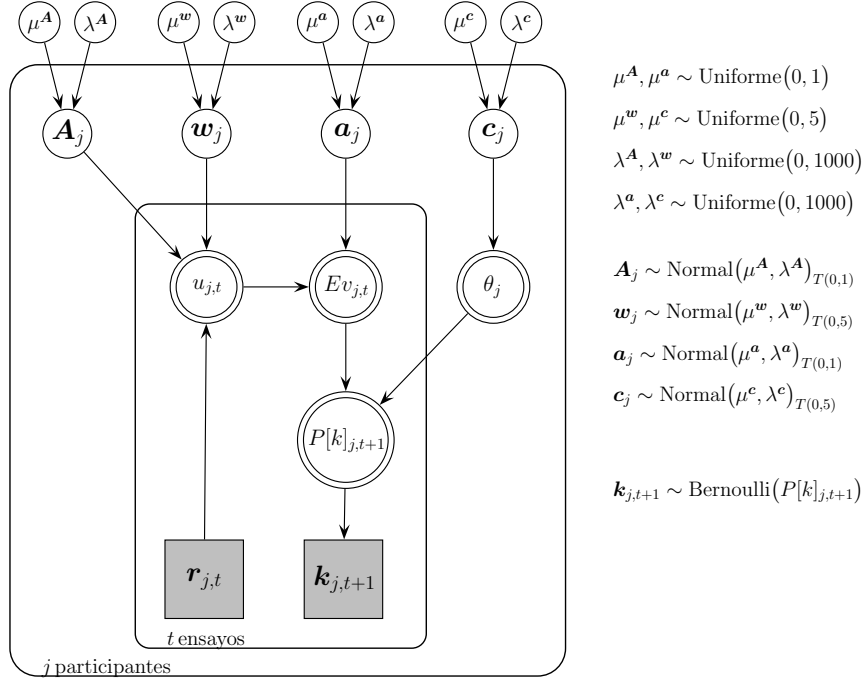 μ^A λ^A μ^w λ^w μ^a λ^a μ^c λ^c
A_j w_j a_j c_j
u_{j,t} Ev_{j,t} θ_j
P[k]_{j,t+1}
r_{j,t} k_{j,t+1}
t ensayos
j participantes
μ^A, μ^a ∼ Uniforme(0, 1)
μ^w, μ^c ∼ Uniforme(0, 5)
λ^A, λ^w ∼ Uniforme(0, 1000)
λ^a, λ^c ∼ Uniforme(0, 1000)
A_j ∼ Normal(μ^A, λ^A)_{T(0,1)}
w_j ∼ Normal(μ^w, λ^w)_{T(0,5)}
a_j ∼ Normal(μ^a, λ^a)_{T(0,1)}
c_j ∼ Normal(μ^c, λ^c)_{T(0,5)}
k_{j,t+1} ∼ Bernoulli(P[k]_{j,t+1})